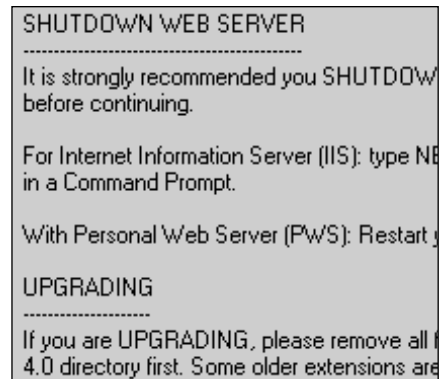 SHUTDOWN WEB SERVER
--------------------------------------------
It is strongly recommended you SHUTDOW
before continuing.
For Internet Information Server (IIS): type NE
in a Command Prompt.
With Personal Web Server (PWS): Restart
UPGRADING
--------------------
If you are UPGRADING, please remove all
4.0 directory first. Some older extensions are